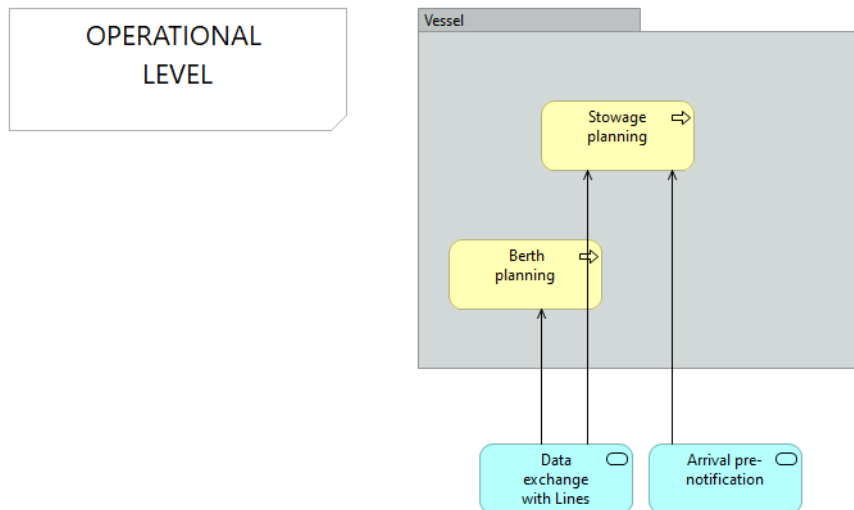 OPERATIONAL
LEVEL
Vessel
Stowage
planning
Berth
planning
Data
exchange
with Lines
Arrival pre-
notification